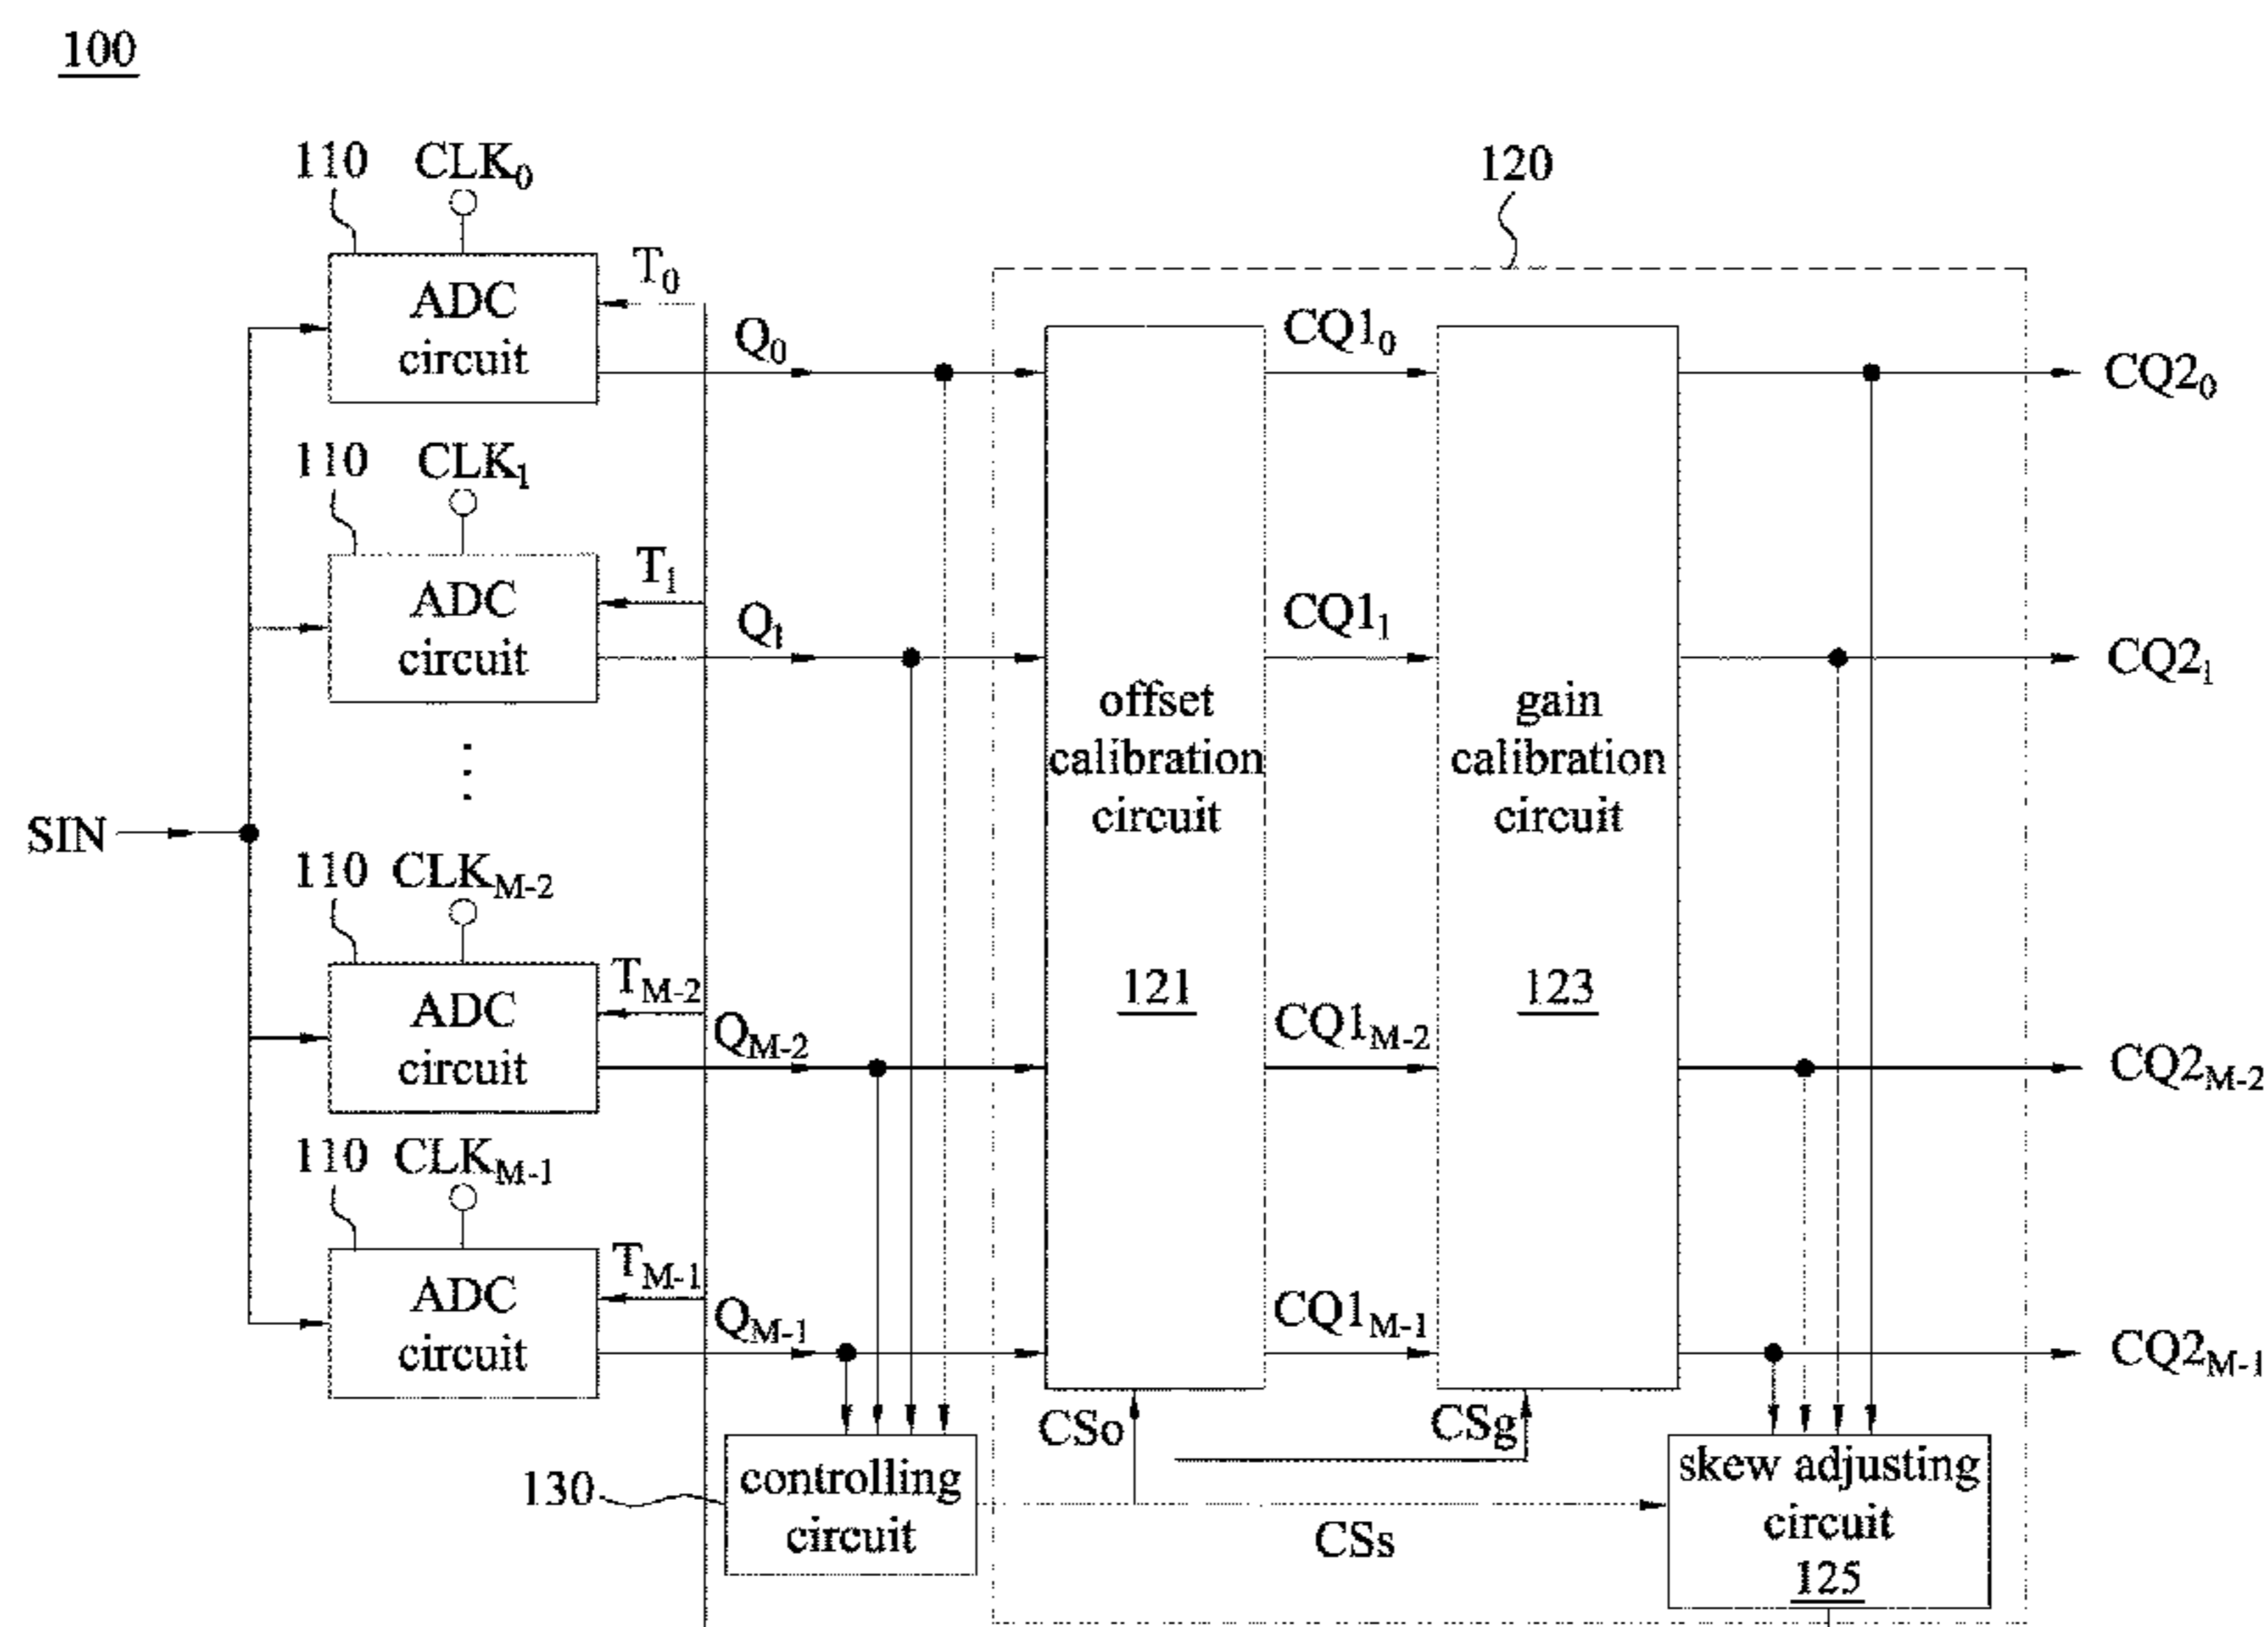 100
110 CLK0
120
ADC
circuit
T0
Q0
CQ10
CQ20
110 CLK1
ADC
circuit
T1
Q1
CQ11
CQ21
offset
calibration
circuit
121
gain
calibration
circuit
123
SIN
110 CLKM-2
ADC
circuit
TM-2
QM-2
CQ1M-2
CQ2M-2
110 CLKM-1
ADC
circuit
TM-1
QM-1
CQ1M-1
CQ2M-1
CSo
CSg
130
controlling
circuit
CSs
skew adjusting
circuit
125